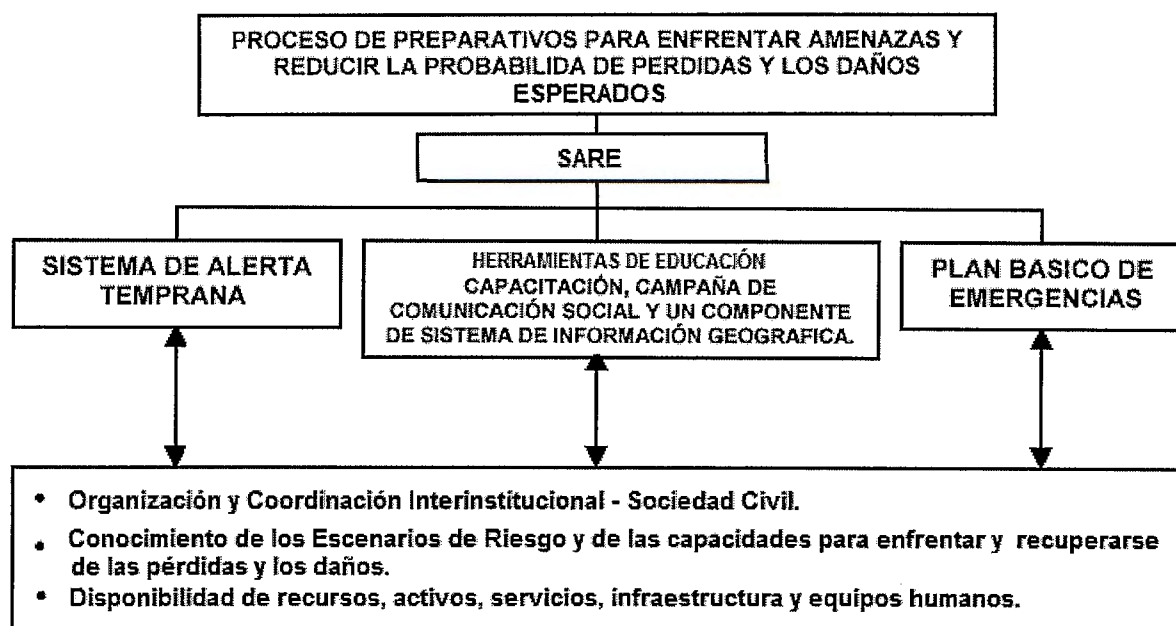 PROCESO DE PREPARATIVOS PARA ENFRENTAR AMENAZAS Y
REDUCIR LA PROBABILIDA DE PERDIDAS Y LOS DAÑOS
ESPERADOS
SARE
SISTEMA DE ALERTA
TEMPRANA
HERRAMIENTAS DE EDUCACIÓN
CAPACITACIÓN, CAMPAÑA DE
COMUNICACIÓN SOCIAL Y UN COMPONENTE
DE SISTEMA DE INFORMACIÓN GEOGRAFICA.
PLAN BASICO DE
EMERGENCIAS
• Organización y Coordinación Interinstitucional - Sociedad Civil.
• Conocimiento de los Escenarios de Riesgo y de las capacidades para enfrentar y recuperarse
de las pérdidas y los daños.
• Disponibilidad de recursos, activos, servicios, infraestructura y equipos humanos.